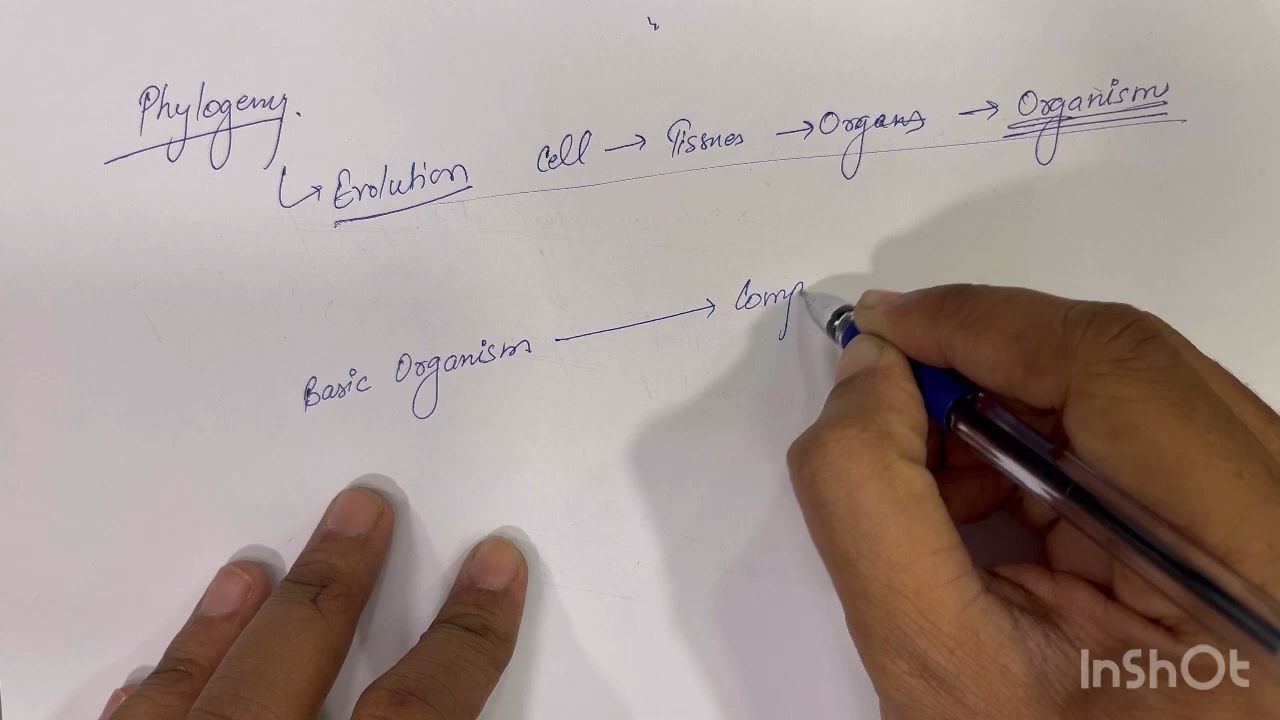 Phylogeny.
↳ Evolution Cell → Tissues → Organs → Organism
Basic Organism → Comp
InShOt